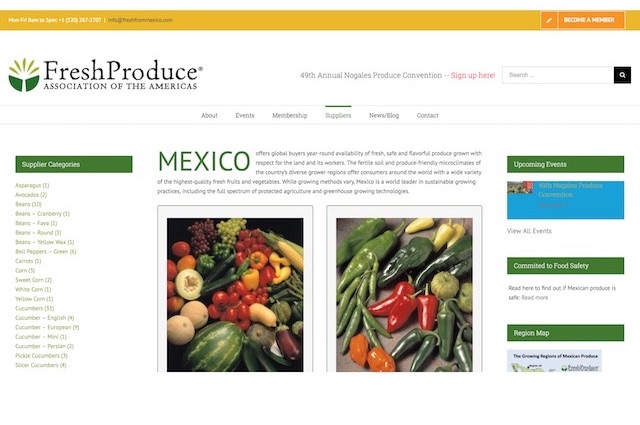 Mon-Fri 8am to 5pm: +1 (520) 287-2707 | info@freshfrommexico.com
BECOME A MEMBER
FreshProduce®
ASSOCIATION OF THE AMERICAS
49th Annual Nogales Produce Convention -- Sign up here!
Search ...
About Events Membership Suppliers News/Blog Contact
Supplier Categories
Asparagus (1)
Avocados (2)
Beans (10)
Beans – Cranberry (1)
Beans – Fava (1)
Beans – Round (5)
Beans – Yellow Wax (1)
Bell Peppers – Green (6)
Carrots (1)
Corn (3)
Sweet Corn (2)
White Corn (1)
Yellow Corn (1)
Cucumbers (31)
Cucumber – English (4)
Cucumber – European (9)
Cucumber – Mini (1)
Cucumber – Persian (2)
Pickle Cucumbers (3)
Slicer Cucumbers (4)
MEXICO offers global buyers year-round availability of fresh, safe and flavorful produce grown with
respect for the land and its workers. The fertile soil and produce-friendly microclimates of
the country's diverse grower regions offer consumers around the world with a wide variety
of the highest-quality fresh fruits and vegetables. While growing methods vary, Mexico is a world leader in sustainable growing
practices, including the full spectrum of protected agriculture and greenhouse growing technologies.
Upcoming Events
49th Nogales Produce
Convention
View All Events
Commited to Food Safety
Read here to find out if Mexican produce is
safe: Read more
Region Map
The Growing Regions of Mexican Produce
FreshProduce